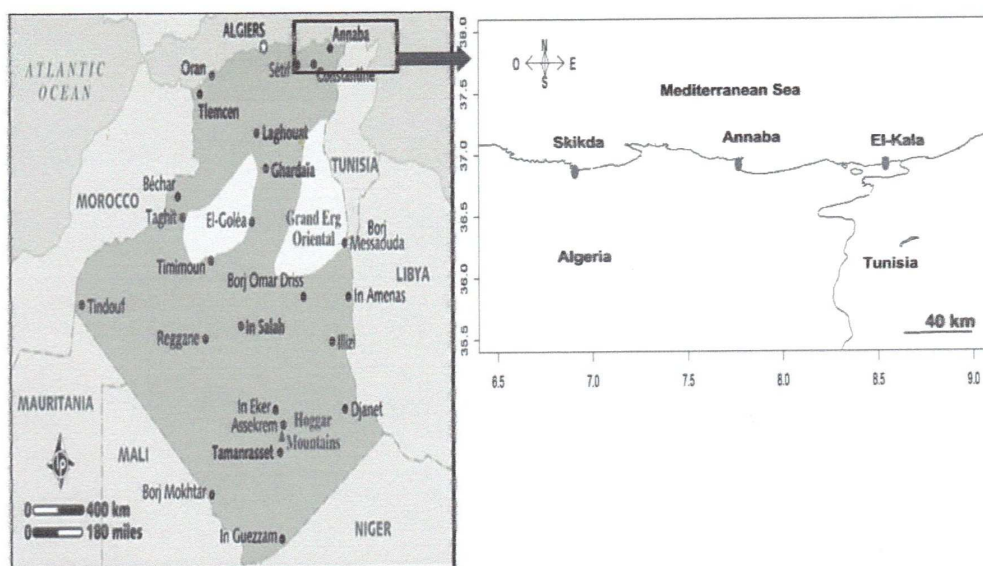 ATLANTIC
OCEAN
ALGIERS
Annaba
Oran
Sétif
Constantine
Tlemcen
Laghouat
Ghardaïa
TUNISIA
MOROCCO
Béchar
Taghit
El-Goléa
Grand Erg
Oriental
Borj
Messaouda
Timimoun
LIBYA
Borj Omar Driss
In Amenas
Tindouf
In Salah
Reggane
Illizi
MAURITANIA
In Eker
Assekrem
Hoggar
Mountains
Djanet
Tamanrasset
MALI
Borj Mokhtar
0 400 km
0 180 miles
In Guezzam
NIGER
N
O E
S
Mediterranean Sea
Skikda
Annaba
El-Kala
Algeria
Tunisia
40 km
38.0
37.5
37.0
36.5
36.0
35.5
6.5 7.0 7.5 8.0 8.5 9.0